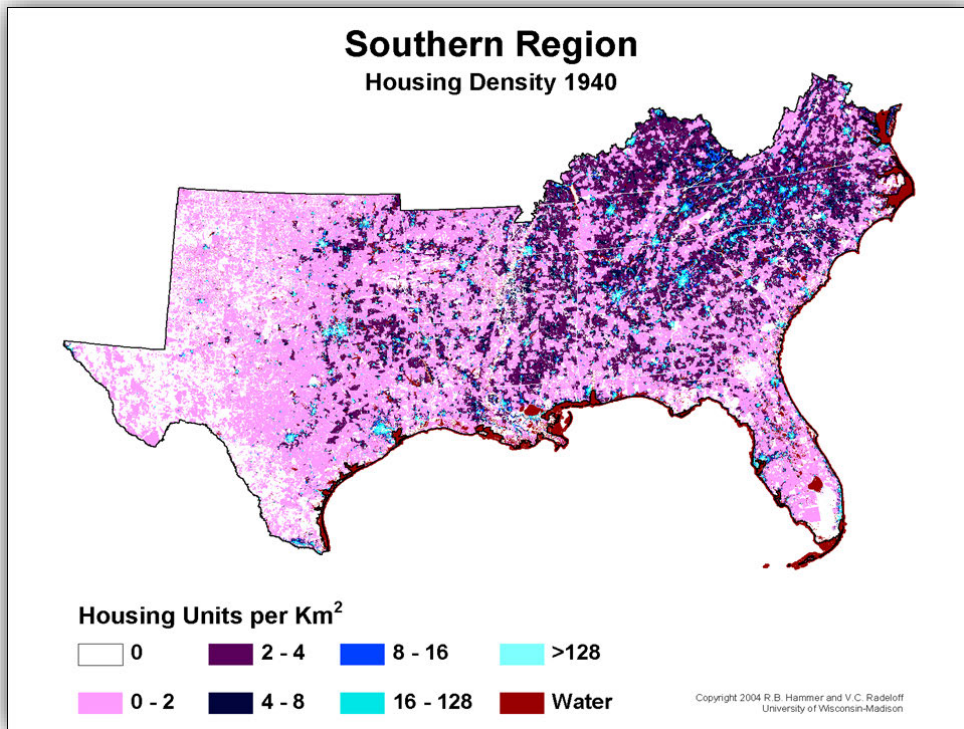 Southern Region
Housing Density 1940
Housing Units per Km²
0
2 - 4
8 - 16
>128
0 - 2
4 - 8
16 - 128
Water
Copyright 2004 R.B. Hammer and V.C. Radeloff
University of Wisconsin-Madison